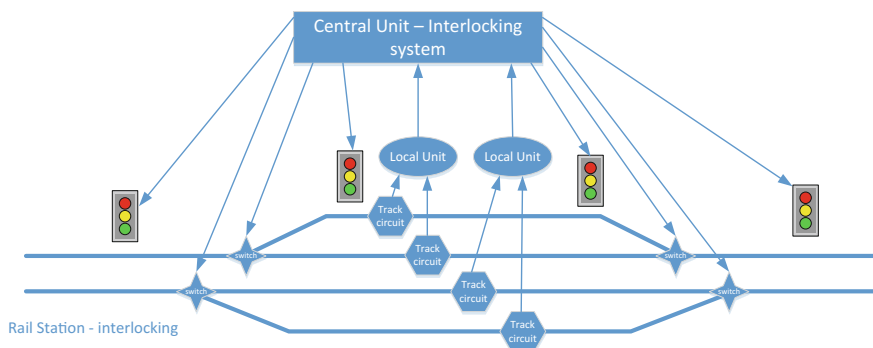 Central Unit – Interlocking
system
Local Unit
Local Unit
Track
circuit
Track
circuit
switch
switch
Track
circuit
switch
switch
Track
circuit
Rail Station - interlocking